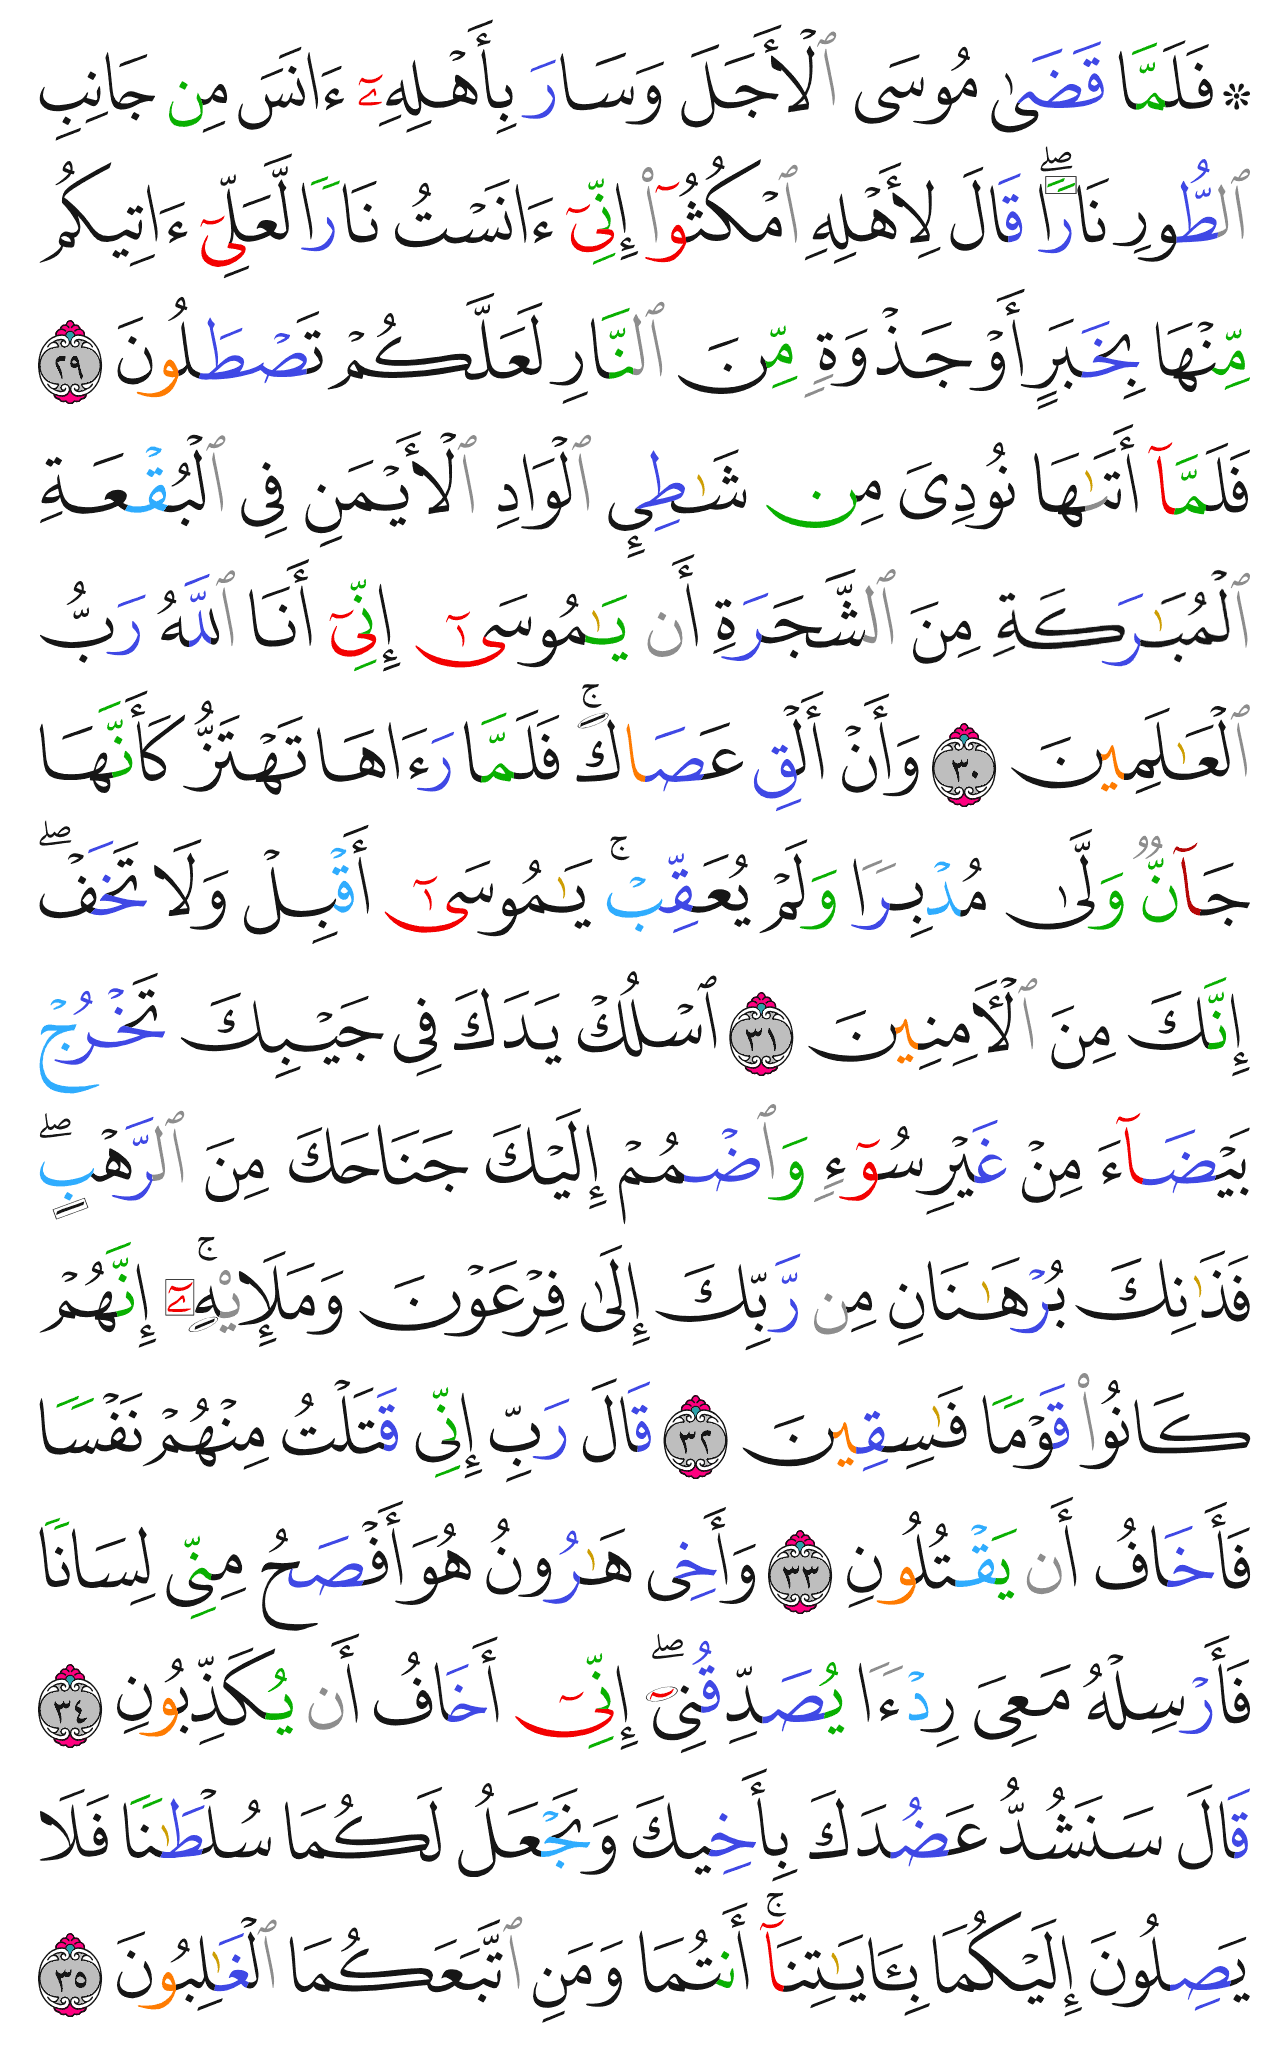 ۞ فَلَمَّا قَضَىٰ مُوسَى ٱلْأَجَلَ وَسَارَ بِأَهْلِهِۦٓ ءَانَسَ مِن جَانِبِ
ٱلطُّورِ نَارًاۖ قَالَ لِأَهْلِهِ ٱمْكُثُوٓا۟ إِنِّىٓ ءَانَسْتُ نَارًا لَّعَلِّىٓ ءَاتِيكُم
مِّنْهَا بِخَبَرٍ أَوْ جَذْوَةٍ مِّنَ ٱلنَّارِ لَعَلَّكُمْ تَصْطَلُونَ ٢٩
فَلَمَّآ أَتَىٰهَا نُودِىَ مِن شَـٰطِئِ ٱلْوَادِ ٱلْأَيْمَنِ فِى ٱلْبُقْعَةِ
ٱلْمُبَـٰرَكَةِ مِنَ ٱلشَّجَرَةِ أَن يَـٰمُوسَىٰٓ إِنِّىٓ أَنَا ٱللَّهُ رَبُّ
ٱلْعَـٰلَمِينَ ٣٠ وَأَنْ أَلْقِ عَصَاكَۚ فَلَمَّا رَءَاهَا تَهْتَزُّ كَأَنَّهَا
جَآنٌّ وَلَّىٰ مُدْبِرًا وَلَمْ يُعَقِّبْۚ يَـٰمُوسَىٰٓ أَقْبِلْ وَلَا تَخَفْۖ
إِنَّكَ مِنَ ٱلْـَٔامِنِينَ ٣١ ٱسْلُكْ يَدَكَ فِى جَيْبِكَ تَخْرُجْ
بَيْضَآءَ مِنْ غَيْرِ سُوٓءٍ وَٱضْمُمْ إِلَيْكَ جَنَاحَكَ مِنَ ٱلرَّهْبِۖ
فَذَٰنِكَ بُرْهَـٰنَانِ مِن رَّبِّكَ إِلَىٰ فِرْعَوْنَ وَمَلَإِي۟هِۦٓۚ إِنَّهُمْ
كَانُوا۟ قَوْمًا فَـٰسِقِينَ ٣٢ قَالَ رَبِّ إِنِّى قَتَلْتُ مِنْهُمْ نَفْسًا
فَأَخَافُ أَن يَقْتُلُونِ ٣٣ وَأَخِى هَـٰرُونُ هُوَ أَفْصَحُ مِنِّى لِسَانًا
فَأَرْسِلْهُ مَعِىَ رِدْءًا يُصَدِّقُنِىٓۖ إِنِّىٓ أَخَافُ أَن يُكَذِّبُونِ ٣٤
قَالَ سَنَشُدُّ عَضُدَكَ بِأَخِيكَ وَنَجْعَلُ لَكُمَا سُلْطَـٰنًا فَلَا
يَصِلُونَ إِلَيْكُمَا بِـَٔايَـٰتِنَآۚ أَنتُمَا وَمَنِ ٱتَّبَعَكُمَا ٱلْغَـٰلِبُونَ ٣٥